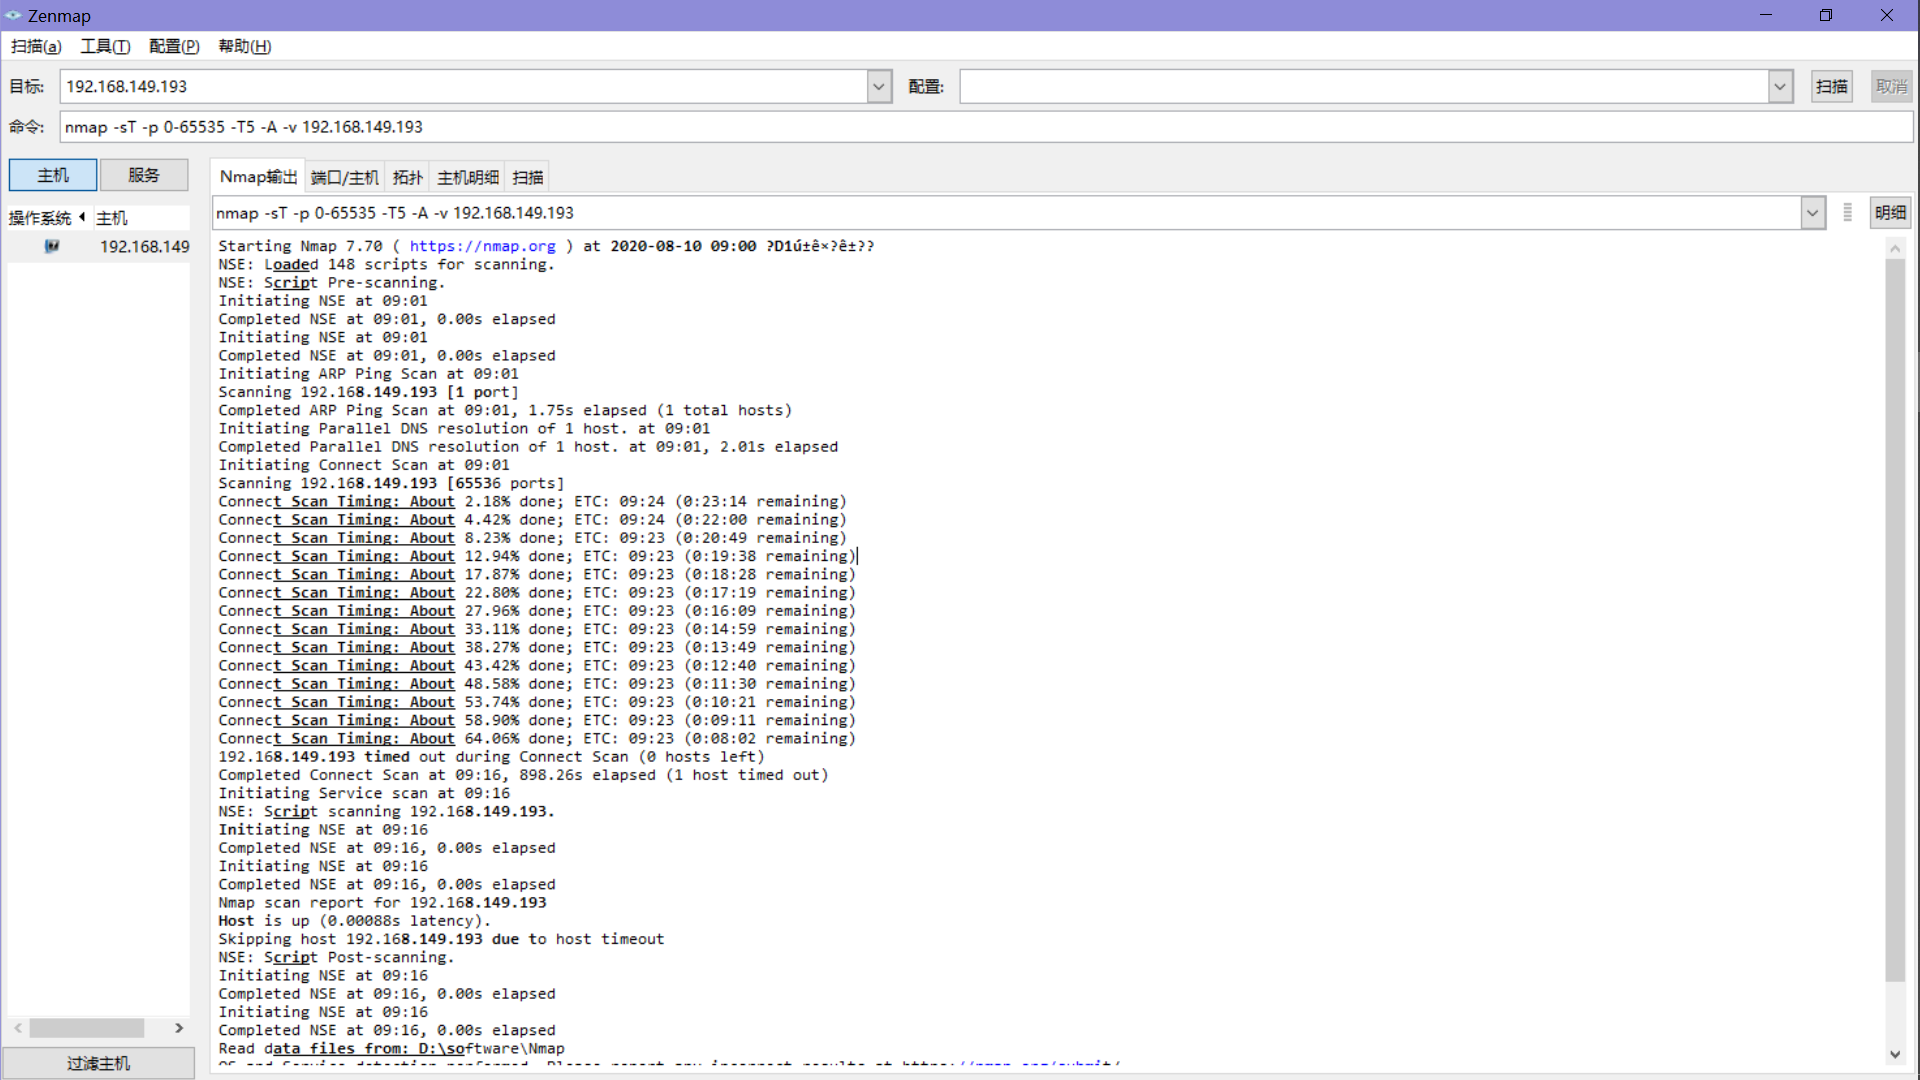 Zenmap
扫描(a) 工具(T) 配置(P) 帮助(H)
目标: 192.168.149.193 配置: 扫描 取消
命令: nmap -sT -p 0-65535 -T5 -A -v 192.168.149.193
主机 服务
操作系统 主机
192.168.149
过滤主机
Nmap输出 端口/主机 拓扑 主机明细 扫描
nmap -sT -p 0-65535 -T5 -A -v 192.168.149.193 明细
Starting Nmap 7.70 ( https://nmap.org ) at 2020-08-10 09:00 ?D1ú±ê×?ê±??
NSE: Loaded 148 scripts for scanning.
NSE: Script Pre-scanning.
Initiating NSE at 09:01
Completed NSE at 09:01, 0.00s elapsed
Initiating NSE at 09:01
Completed NSE at 09:01, 0.00s elapsed
Initiating ARP Ping Scan at 09:01
Scanning 192.168.149.193 [1 port]
Completed ARP Ping Scan at 09:01, 1.75s elapsed (1 total hosts)
Initiating Parallel DNS resolution of 1 host. at 09:01
Completed Parallel DNS resolution of 1 host. at 09:01, 2.01s elapsed
Initiating Connect Scan at 09:01
Scanning 192.168.149.193 [65536 ports]
Connect Scan Timing: About 2.18% done; ETC: 09:24 (0:23:14 remaining)
Connect Scan Timing: About 4.42% done; ETC: 09:24 (0:22:00 remaining)
Connect Scan Timing: About 8.23% done; ETC: 09:23 (0:20:49 remaining)
Connect Scan Timing: About 12.94% done; ETC: 09:23 (0:19:38 remaining)
Connect Scan Timing: About 17.87% done; ETC: 09:23 (0:18:28 remaining)
Connect Scan Timing: About 22.80% done; ETC: 09:23 (0:17:19 remaining)
Connect Scan Timing: About 27.96% done; ETC: 09:23 (0:16:09 remaining)
Connect Scan Timing: About 33.11% done; ETC: 09:23 (0:14:59 remaining)
Connect Scan Timing: About 38.27% done; ETC: 09:23 (0:13:49 remaining)
Connect Scan Timing: About 43.42% done; ETC: 09:23 (0:12:40 remaining)
Connect Scan Timing: About 48.58% done; ETC: 09:23 (0:11:30 remaining)
Connect Scan Timing: About 53.74% done; ETC: 09:23 (0:10:21 remaining)
Connect Scan Timing: About 58.90% done; ETC: 09:23 (0:09:11 remaining)
Connect Scan Timing: About 64.06% done; ETC: 09:23 (0:08:02 remaining)
192.168.149.193 timed out during Connect Scan (0 hosts left)
Completed Connect Scan at 09:16, 898.26s elapsed (1 host timed out)
Initiating Service scan at 09:16
NSE: Script scanning 192.168.149.193.
Initiating NSE at 09:16
Completed NSE at 09:16, 0.00s elapsed
Initiating NSE at 09:16
Completed NSE at 09:16, 0.00s elapsed
Nmap scan report for 192.168.149.193
Host is up (0.00088s latency).
Skipping host 192.168.149.193 due to host timeout
NSE: Script Post-scanning.
Initiating NSE at 09:16
Completed NSE at 09:16, 0.00s elapsed
Initiating NSE at 09:16
Completed NSE at 09:16, 0.00s elapsed
Read data files from: D:\software\Nmap
OS and Service detection performed. Please report any incorrect results at https://nmap.org/submit/